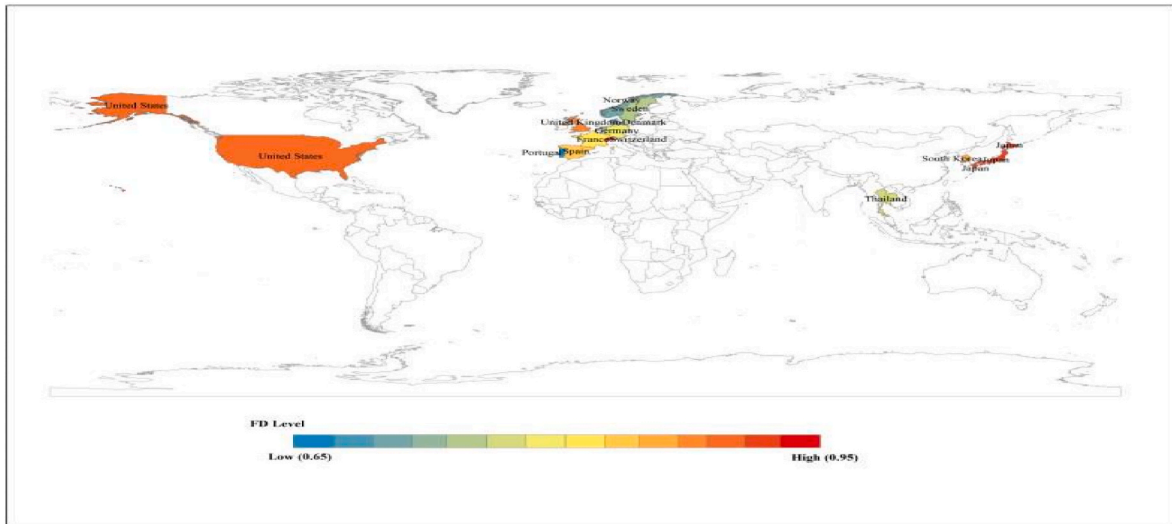 United States
United States
Norway
Sweden
United Kingdom
Denmark
Germany
France
Switzerland
Portugal
Spain
South Korea
Japan
Japan
Japan
Thailand
FD Level
Low (0.65)
High (0.95)